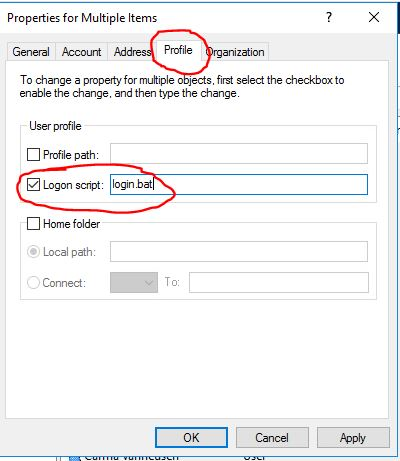 Properties for Multiple Items ?
General Account Address Profile Organization
To change a property for multiple objects, first select the checkbox to
enable the change, and then type the change.
User profile
Profile path:
Logon script: login.bat
Home folder
Local path:
Connect: To:
OK Cancel Apply